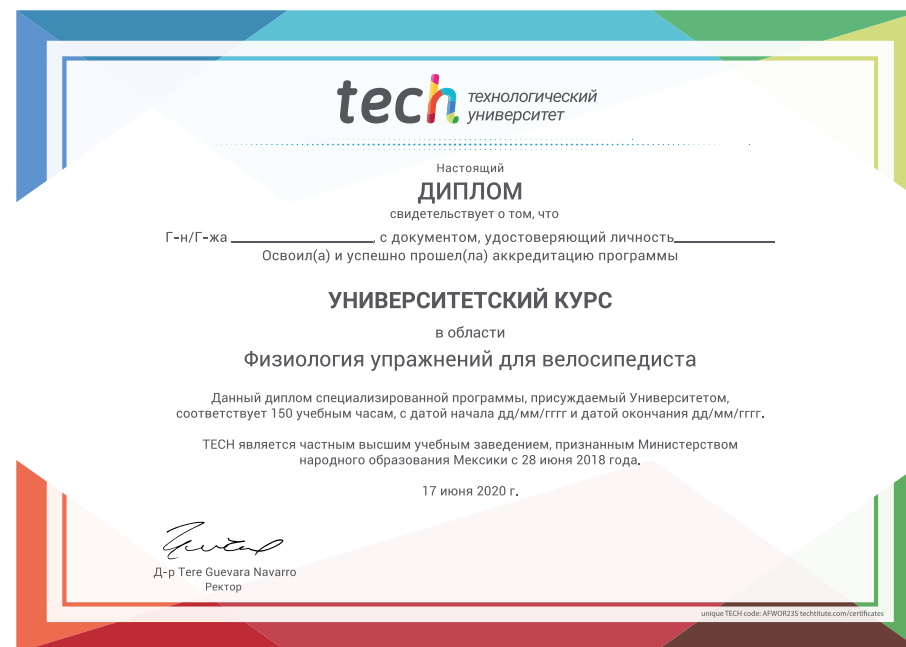 tech технологический
университет
Настоящий
ДИПЛОМ
свидетельствует о том, что
Г-н/Г-жа ____________________, с документом, удостоверяющий личность______________
Освоил(а) и успешно прошел(ла) аккредитацию программы
УНИВЕРСИТЕТСКИЙ КУРС
в области
Физиология упражнений для велосипедиста
Данный диплом специализированной программы, присуждаемый Университетом,
соответствует 150 учебным часам, с датой начала дд/мм/гггг и датой окончания дд/мм/гггг.
TECH является частным высшим учебным заведением, признанным Министерством
народного образования Мексики с 28 июня 2018 года.
17 июня 2020 г.
Д-р Tere Guevara Navarro
Ректор
unique TECH code: AFWOR23S techtitute.com/certificates